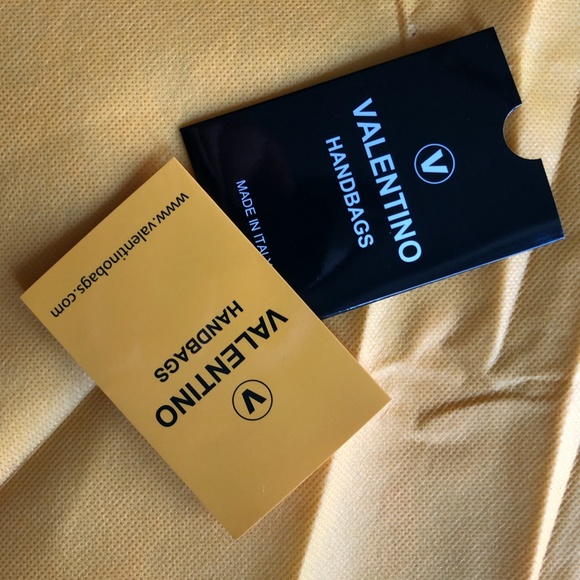 V
VALENTINO
HANDBAGS
MADE IN ITALY
V
VALENTINO
HANDBAGS
www.valentinobags.com